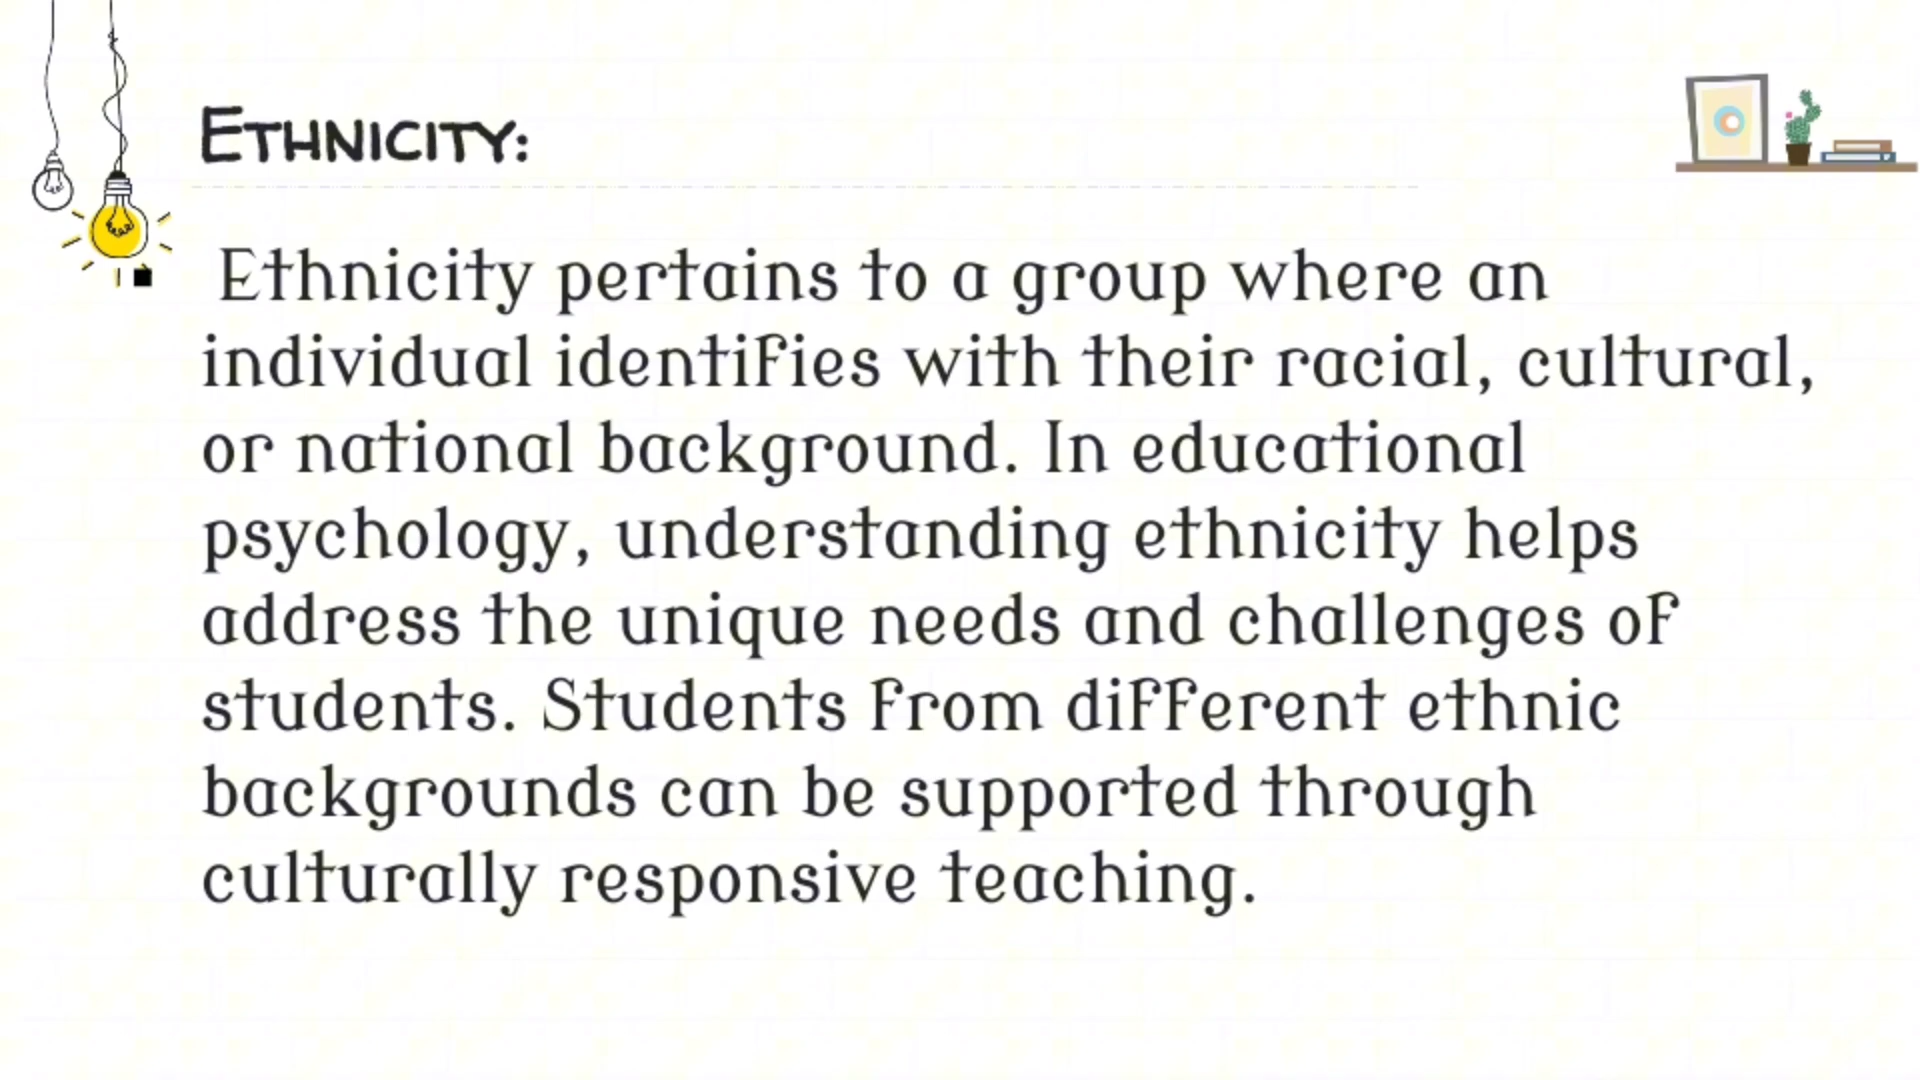 Ethnicity:
Ethnicity pertains to a group where an
individual identifies with their racial, cultural,
or national background. In educational
psychology, understanding ethnicity helps
address the unique needs and challenges of
students. Students from different ethnic
backgrounds can be supported through
culturally responsive teaching.